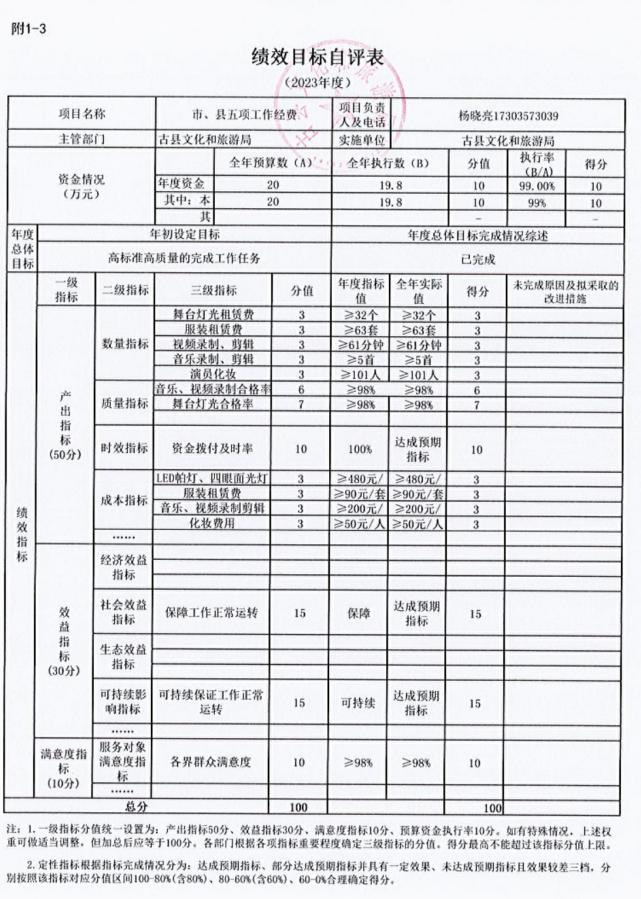 附1-3
绩效目标自评表
（2023年度）
项目名称 市、县五项工作经费 项目负责人及电话 杨晓亮17303573039
主管部门 古县文化和旅游局 实施单位 古县文化和旅游局
资金情况（万元） 全年预算数（A） 全年执行数（B） 分值 执行率（B/A） 得分
年度资金 20 19.8 10 99.00% 10
其中：本 20 19.8 10 99% 10
其 - -
年度总体目标 年初设定目标 年度总体目标完成情况综述
高标准高质量的完成工作任务 已完成
绩效指标 一级指标 二级指标 三级指标 分值 年度指标值 全年实际值 得分 未完成原因及拟采取的改进措施
产出指标(50分) 数量指标 舞台灯光租赁费 3 ≥32个 ≥32个 3
服装租赁费 3 ≥63套 ≥63套 3
视频录制、剪辑 3 ≥61分钟 ≥61分钟 3
音乐录制、剪辑 3 ≥5首 ≥5首 3
演员化妆 3 ≥101人 ≥101人 3
质量指标 音乐、视频录制合格率 6 ≥98% ≥98% 6
舞台灯光合格率 7 ≥98% ≥98% 7
时效指标 资金拨付及时率 10 100% 达成预期指标 10
成本指标 LED帕灯、四眼面光灯 3 ≥480元/ ≥480元/ 3
服装租赁费 3 ≥90元/套 ≥90元/套 3
音乐、视频录制剪辑 3 ≥200元/ ≥200元/ 3
化妆费用 3 ≥50元/人 ≥50元/人 3
……
效益指标(30分) 经济效益指标
社会效益指标 保障工作正常运转 15 保障 达成预期指标 15
生态效益指标
可持续影响指标 可持续保证工作正常运转 15 可持续 达成预期指标 15
……
满意度指标(10分) 服务对象满意度指标 各界群众满意度 10 ≥98% ≥98% 10
……
总分 100 100
注：1.一级指标分值统一设置为：产出指标50分、效益指标30分、满意度指标10分、预算资金执行率10分。如有特殊情况，上述权
重可做适当调整，但加总后应等于100分。各部门根据各项指标重要程度确定三级指标的分值。得分最高不能超过该指标分值上限。
2.定性指标根据指标完成情况分为：达成预期指标、部分达成预期指标并具有一定效果、未达成预期指标且效果较差三档，分
别按照该指标对应分值区间100-80%(含80%)、80-60%(含60%)、60-0%合理确定得分。